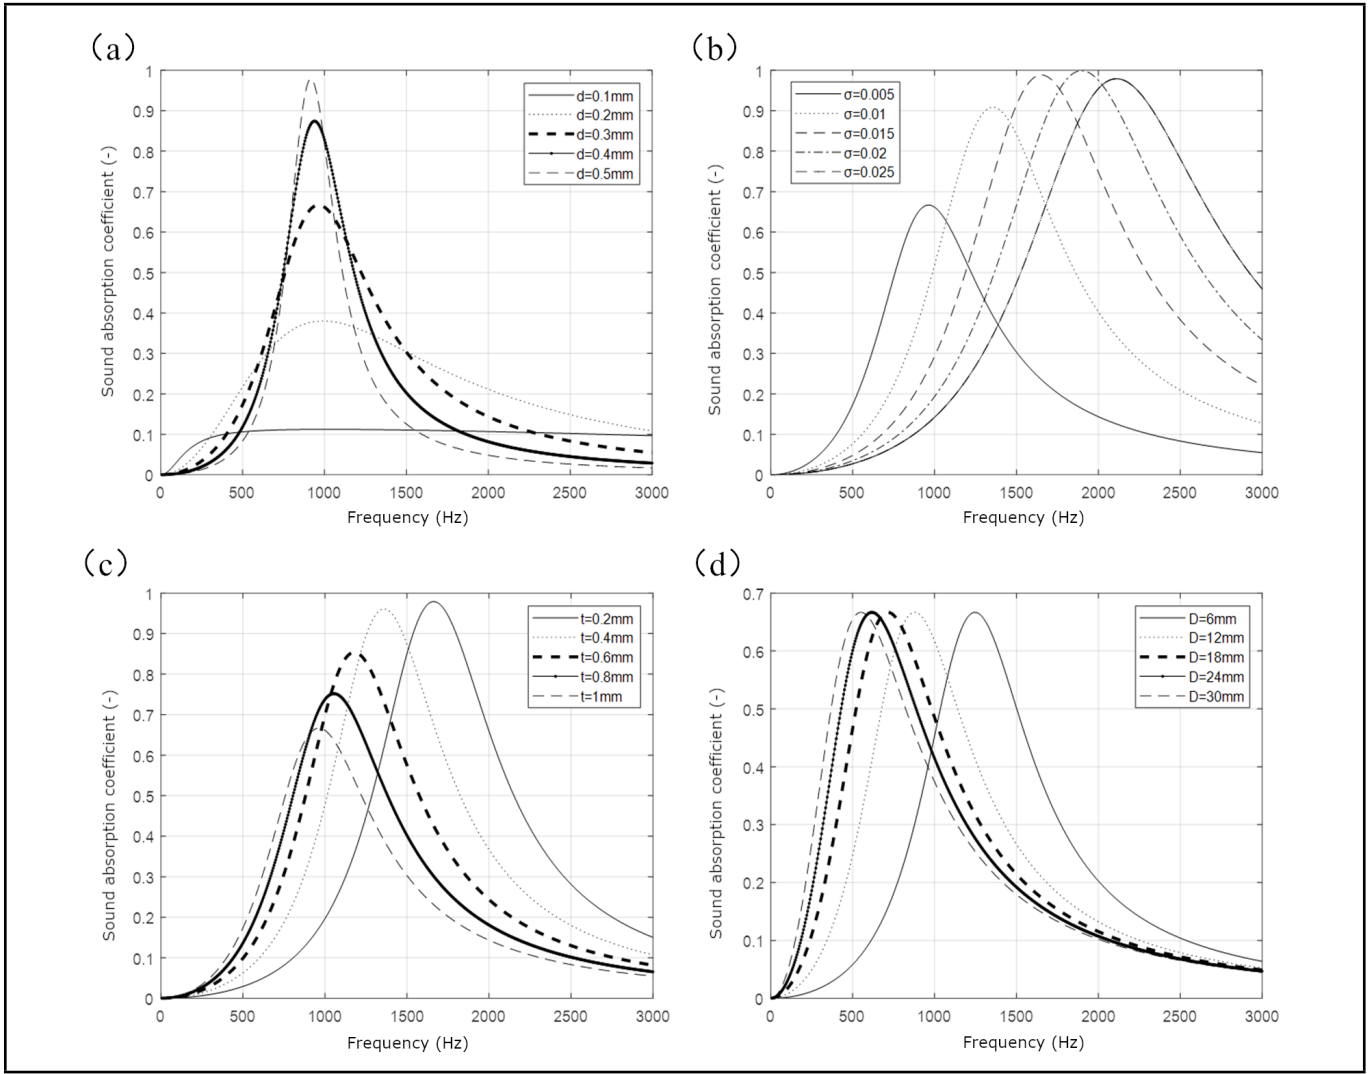 (a)
1
0.9
0.8
0.7
0.6
0.5
0.4
0.3
0.2
0.1
0
0 500 1000 1500 2000 2500 3000
Sound absorption coefficient (-)
Frequency (Hz)
d=0.1mm
d=0.2mm
d=0.3mm
d=0.4mm
d=0.5mm
(b)
1
0.9
0.8
0.7
0.6
0.5
0.4
0.3
0.2
0.1
0
0 500 1000 1500 2000 2500 3000
Sound absorption coefficient (-)
Frequency (Hz)
σ=0.005
σ=0.01
σ=0.015
σ=0.02
σ=0.025
(c)
1
0.9
0.8
0.7
0.6
0.5
0.4
0.3
0.2
0.1
0
0 500 1000 1500 2000 2500 3000
Sound absorption coefficient (-)
Frequency (Hz)
t=0.2mm
t=0.4mm
t=0.6mm
t=0.8mm
t=1mm
(d)
0.7
0.6
0.5
0.4
0.3
0.2
0.1
0
0 500 1000 1500 2000 2500 3000
Sound absorption coefficient (-)
Frequency (Hz)
D=6mm
D=12mm
D=18mm
D=24mm
D=30mm